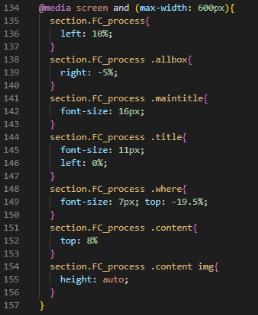 134 @media screen and (max-width: 600px){
135 section.FC_process{
136 left: 10%;
137 }
138 section.FC_process .allbox{
139 right: -5%;
140 }
141 section.FC_process .maintitle{
142 font-size: 16px;
143 }
144 section.FC_process .title{
145 font-size: 11px;
146 left: 0%;
147 }
148 section.FC_process .where{
149 font-size: 7px; top: -19.5%;
150 }
151 section.FC_process .content{
152 top: 8%
153 }
154 section.FC_process .content img{
155 height: auto;
156 }
157 }